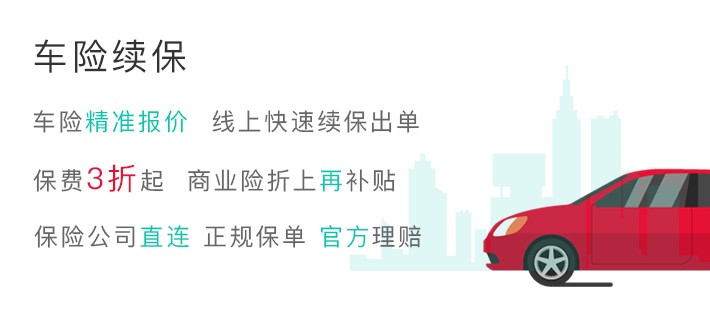 车险续保
车险精准报价 线上快速续保出单
保费3折起 商业险折上再补贴
保险公司直连 正规保单 官方理赔